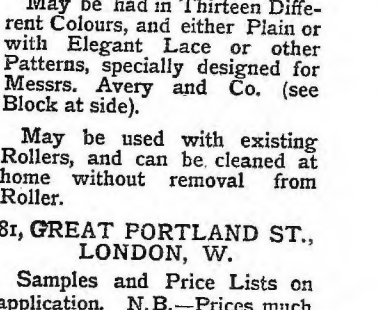 May be had in Thirteen Diffe-
rent Colours, and either Plain or
with Elegant Lace or other
Patterns, specially designed for
Messrs. Avery and Co. (see
Block at side).
May be used with existing
Rollers, and can be cleaned at
home without removal from
Roller.
81, GREAT PORTLAND ST.,
LONDON, W.
Samples and Price Lists on
application. N.B.—Prices much